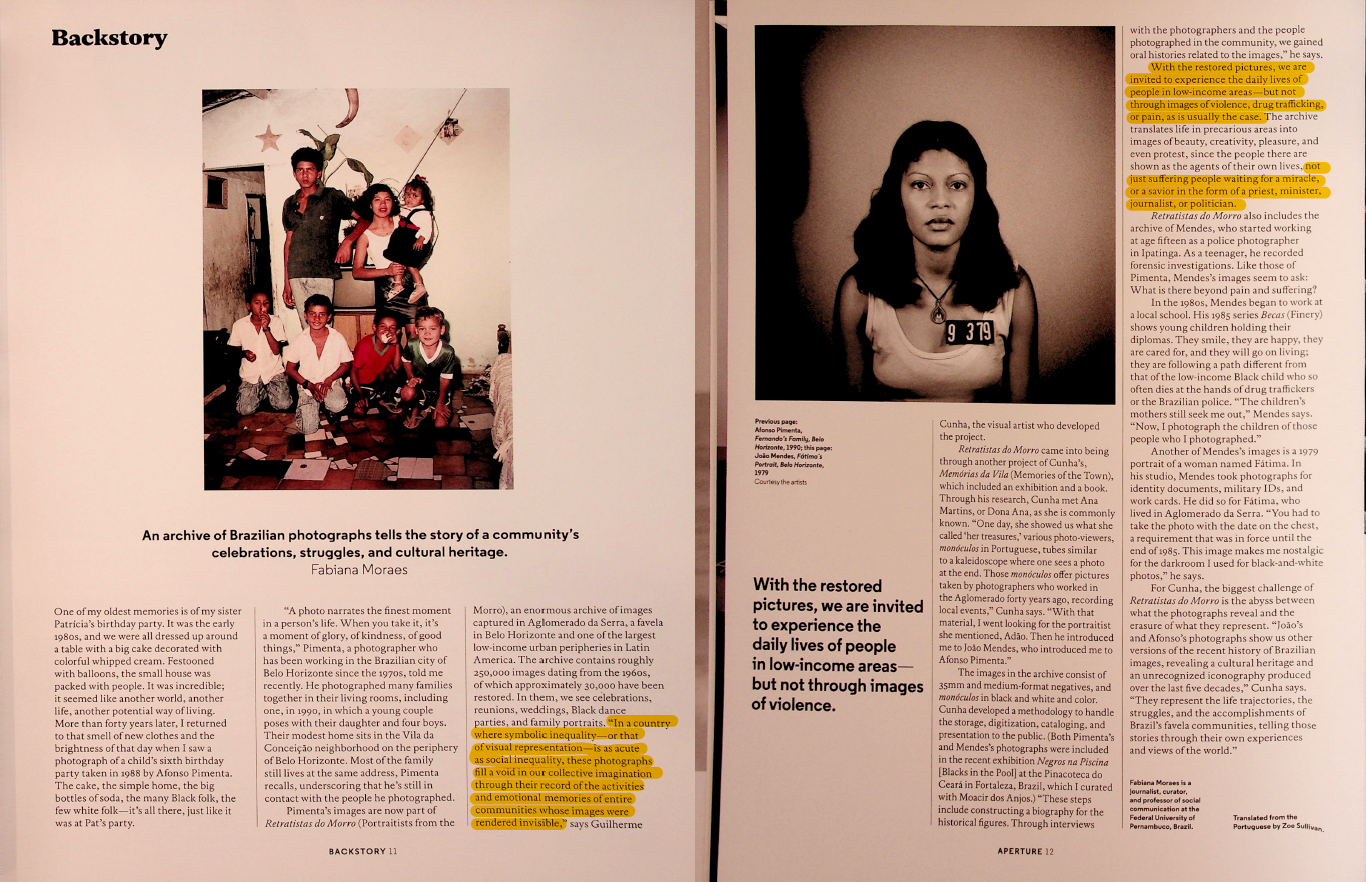 Backstory
An archive of Brazilian photographs tells the story of a community's
celebrations, struggles, and cultural heritage.
Fabiana Moraes
One of my oldest memories is of my sister
Patrícia's birthday party. It was the early
1980s, and we were all dressed up around
a table with a big cake decorated with
colorful whipped cream. Festooned
with balloons, the small house was
packed with people. It was incredible;
it seemed like another world, another
life, another potential way of living.
More than forty years later, I returned
to that smell of new clothes and the
brightness of that day when I saw a
photograph of a child's sixth birthday
party taken in 1988 by Afonso Pimenta.
The cake, the simple home, the big
bottles of soda, the many Black folk, the
few white folk—it's all there, just like it
was at Pat's party.
"A photo narrates the finest moment
in a person's life. When you take it, it's
a moment of glory, of kindness, of good
things," Pimenta, a photographer who
has been working in the Brazilian city of
Belo Horizonte since the 1970s, told me
recently. He photographed many families
together in their living rooms, including
one, in 1990, in which a young couple
poses with their daughter and four boys.
Their modest home sits in the Vila da
Conceição neighborhood on the periphery
of Belo Horizonte. Most of the family
still lives at the same address, Pimenta
recalls, underscoring that he's still in
contact with the people he photographed.
Pimenta's images are now part of
Retratistas do Morro (Portraitists from the
Morro), an enormous archive of images
captured in Aglomerado da Serra, a favela
in Belo Horizonte and one of the largest
low-income urban peripheries in Latin
America. The archive contains roughly
250,000 images dating from the 1960s,
of which approximately 30,000 have been
restored. In them, we see celebrations,
reunions, weddings, Black dance
parties, and family portraits. "In a country
where symbolic inequality—or that
of visual representation—is as acute
as social inequality, these photographs
fill a void in our collective imagination
through their record of the activities
and emotional memories of entire
communities whose images were
rendered invisible," says Guilherme
BACKSTORY 11
9 379
Previous page:
Afonso Pimenta,
Fernando's Family, Belo
Horizonte, 1990; this page:
João Mendes, Fátima's
Portrait, Belo Horizonte,
1979
Courtesy the artists
With the restored
pictures, we are invited
to experience the
daily lives of people
in low-income areas—
but not through images
of violence.
Cunha, the visual artist who developed
the project.
Retratistas do Morro came into being
through another project of Cunha's,
Memórias da Vila (Memories of the Town),
which included an exhibition and a book.
Through his research, Cunha met Ana
Martins, or Dona Ana, as she is commonly
known. "One day, she showed us what she
called 'her treasures,' various photo-viewers,
monóculos in Portuguese, tubes similar
to a kaleidoscope where one sees a photo
at the end. Those monóculos offer pictures
taken by photographers who worked in
the Aglomerado forty years ago, recording
local events," Cunha says. "With that
material, I went looking for the portraitist
she mentioned, Adão. Then he introduced
me to João Mendes, who introduced me to
Afonso Pimenta."
The images in the archive consist of
35mm and medium-format negatives, and
monóculos in black and white and color.
Cunha developed a methodology to handle
the storage, digitization, cataloging, and
presentation to the public. (Both Pimenta's
and Mendes's photographs were included
in the recent exhibition Negros na Piscina
[Blacks in the Pool] at the Pinacoteca do
Ceará in Fortaleza, Brazil, which I curated
with Moacir dos Anjos.) "These steps
include constructing a biography for the
historical figures. Through interviews
with the photographers and the people
photographed in the community, we gained
oral histories related to the images," he says.
With the restored pictures, we are
invited to experience the daily lives of
people in low-income areas—but not
through images of violence, drug trafficking,
or pain, as is usually the case. The archive
translates life in precarious areas into
images of beauty, creativity, pleasure, and
even protest, since the people there are
shown as the agents of their own lives, not
just suffering people waiting for a miracle,
or a savior in the form of a priest, minister,
journalist, or politician.
Retratistas do Morro also includes the
archive of Mendes, who started working
at age fifteen as a police photographer
in Ipatinga. As a teenager, he recorded
forensic investigations. Like those of
Pimenta, Mendes's images seem to ask:
What is there beyond pain and suffering?
In the 1980s, Mendes began to work at
a local school. His 1985 series Becas (Finery)
shows young children holding their
diplomas. They smile, they are happy, they
are cared for, and they will go on living;
they are following a path different from
that of the low-income Black child who so
often dies at the hands of drug traffickers
or the Brazilian police. "The children's
mothers still seek me out," Mendes says.
"Now, I photograph the children of those
people who I photographed."
Another of Mendes's images is a 1979
portrait of a woman named Fátima. In
his studio, Mendes took photographs for
identity documents, military IDs, and
work cards. He did so for Fátima, who
lived in Aglomerado da Serra. "You had to
take the photo with the date on the chest,
a requirement that was in force until the
end of 1985. This image makes me nostalgic
for the darkroom I used for black-and-white
photos," he says.
For Cunha, the biggest challenge of
Retratistas do Morro is the abyss between
what the photographs reveal and the
erasure of what they represent. "João's
and Afonso's photographs show us other
versions of the recent history of Brazilian
images, revealing a cultural heritage and
an unrecognized iconography produced
over the last five decades," Cunha says.
"They represent the life trajectories, the
struggles, and the accomplishments of
Brazil's favela communities, telling those
stories through their own experiences
and views of the world."
Fabiana Moraes is a
journalist, curator,
and professor of social
communication at the
Federal University of
Pernambuco, Brazil.
Translated from the
Portuguese by Zoë Sullivan.
APERTURE 12